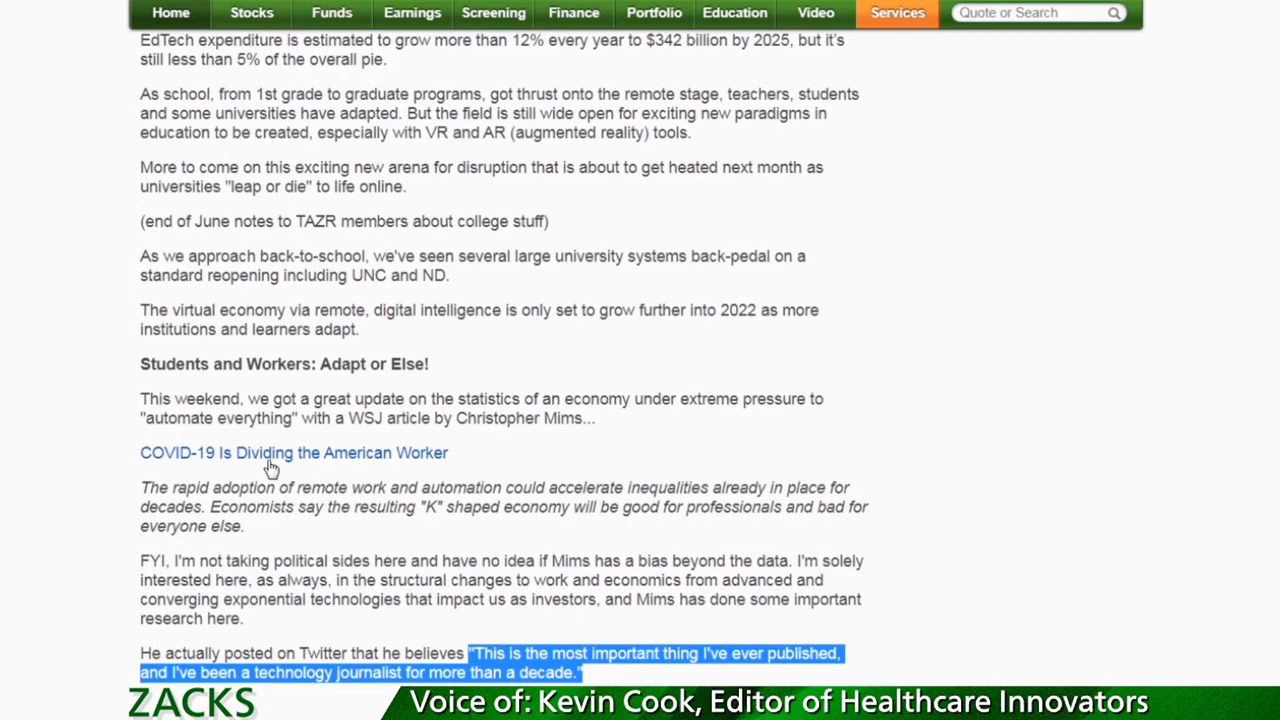 Home Stocks Funds Earnings Screening Finance Portfolio Education Video Services Quote or Search
EdTech expenditure is estimated to grow more than 12% every year to $342 billion by 2025, but it's
still less than 5% of the overall pie.
As school, from 1st grade to graduate programs, got thrust onto the remote stage, teachers, students
and some universities have adapted. But the field is still wide open for exciting new paradigms in
education to be created, especially with VR and AR (augmented reality) tools.
More to come on this exciting new arena for disruption that is about to get heated next month as
universities "leap or die" to life online.
(end of June notes to TAZR members about college stuff)
As we approach back-to-school, we've seen several large university systems back-pedal on a
standard reopening including UNC and ND.
The virtual economy via remote, digital intelligence is only set to grow further into 2022 as more
institutions and learners adapt.
Students and Workers: Adapt or Else!
This weekend, we got a great update on the statistics of an economy under extreme pressure to
"automate everything" with a WSJ article by Christopher Mims...
COVID-19 Is Dividing the American Worker
The rapid adoption of remote work and automation could accelerate inequalities already in place for
decades. Economists say the resulting "K" shaped economy will be good for professionals and bad for
everyone else.
FYI, I'm not taking political sides here and have no idea if Mims has a bias beyond the data. I'm solely
interested here, as always, in the structural changes to work and economics from advanced and
converging exponential technologies that impact us as investors, and Mims has done some important
research here.
He actually posted on Twitter that he believes "This is the most important thing I've ever published,
and I've been a technology journalist for more than a decade."
ZACKS Voice of: Kevin Cook, Editor of Healthcare Innovators